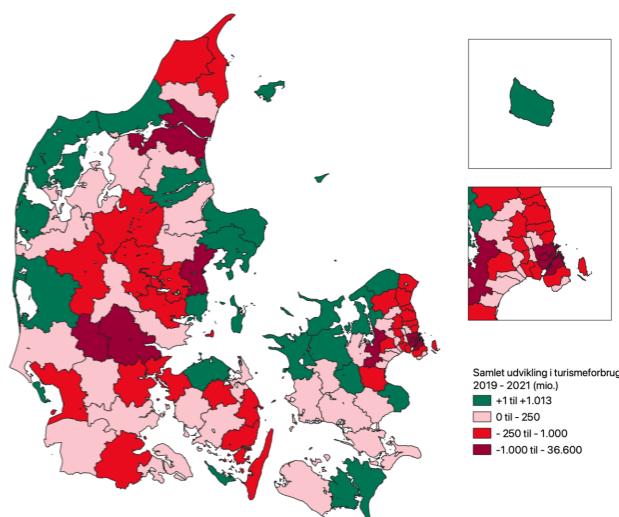 Samlet udvikling i turismeforbrug
2019 - 2021 (mio.)
+1 til +1.013
0 til - 250
- 250 til - 1.000
-1.000 til - 36.600